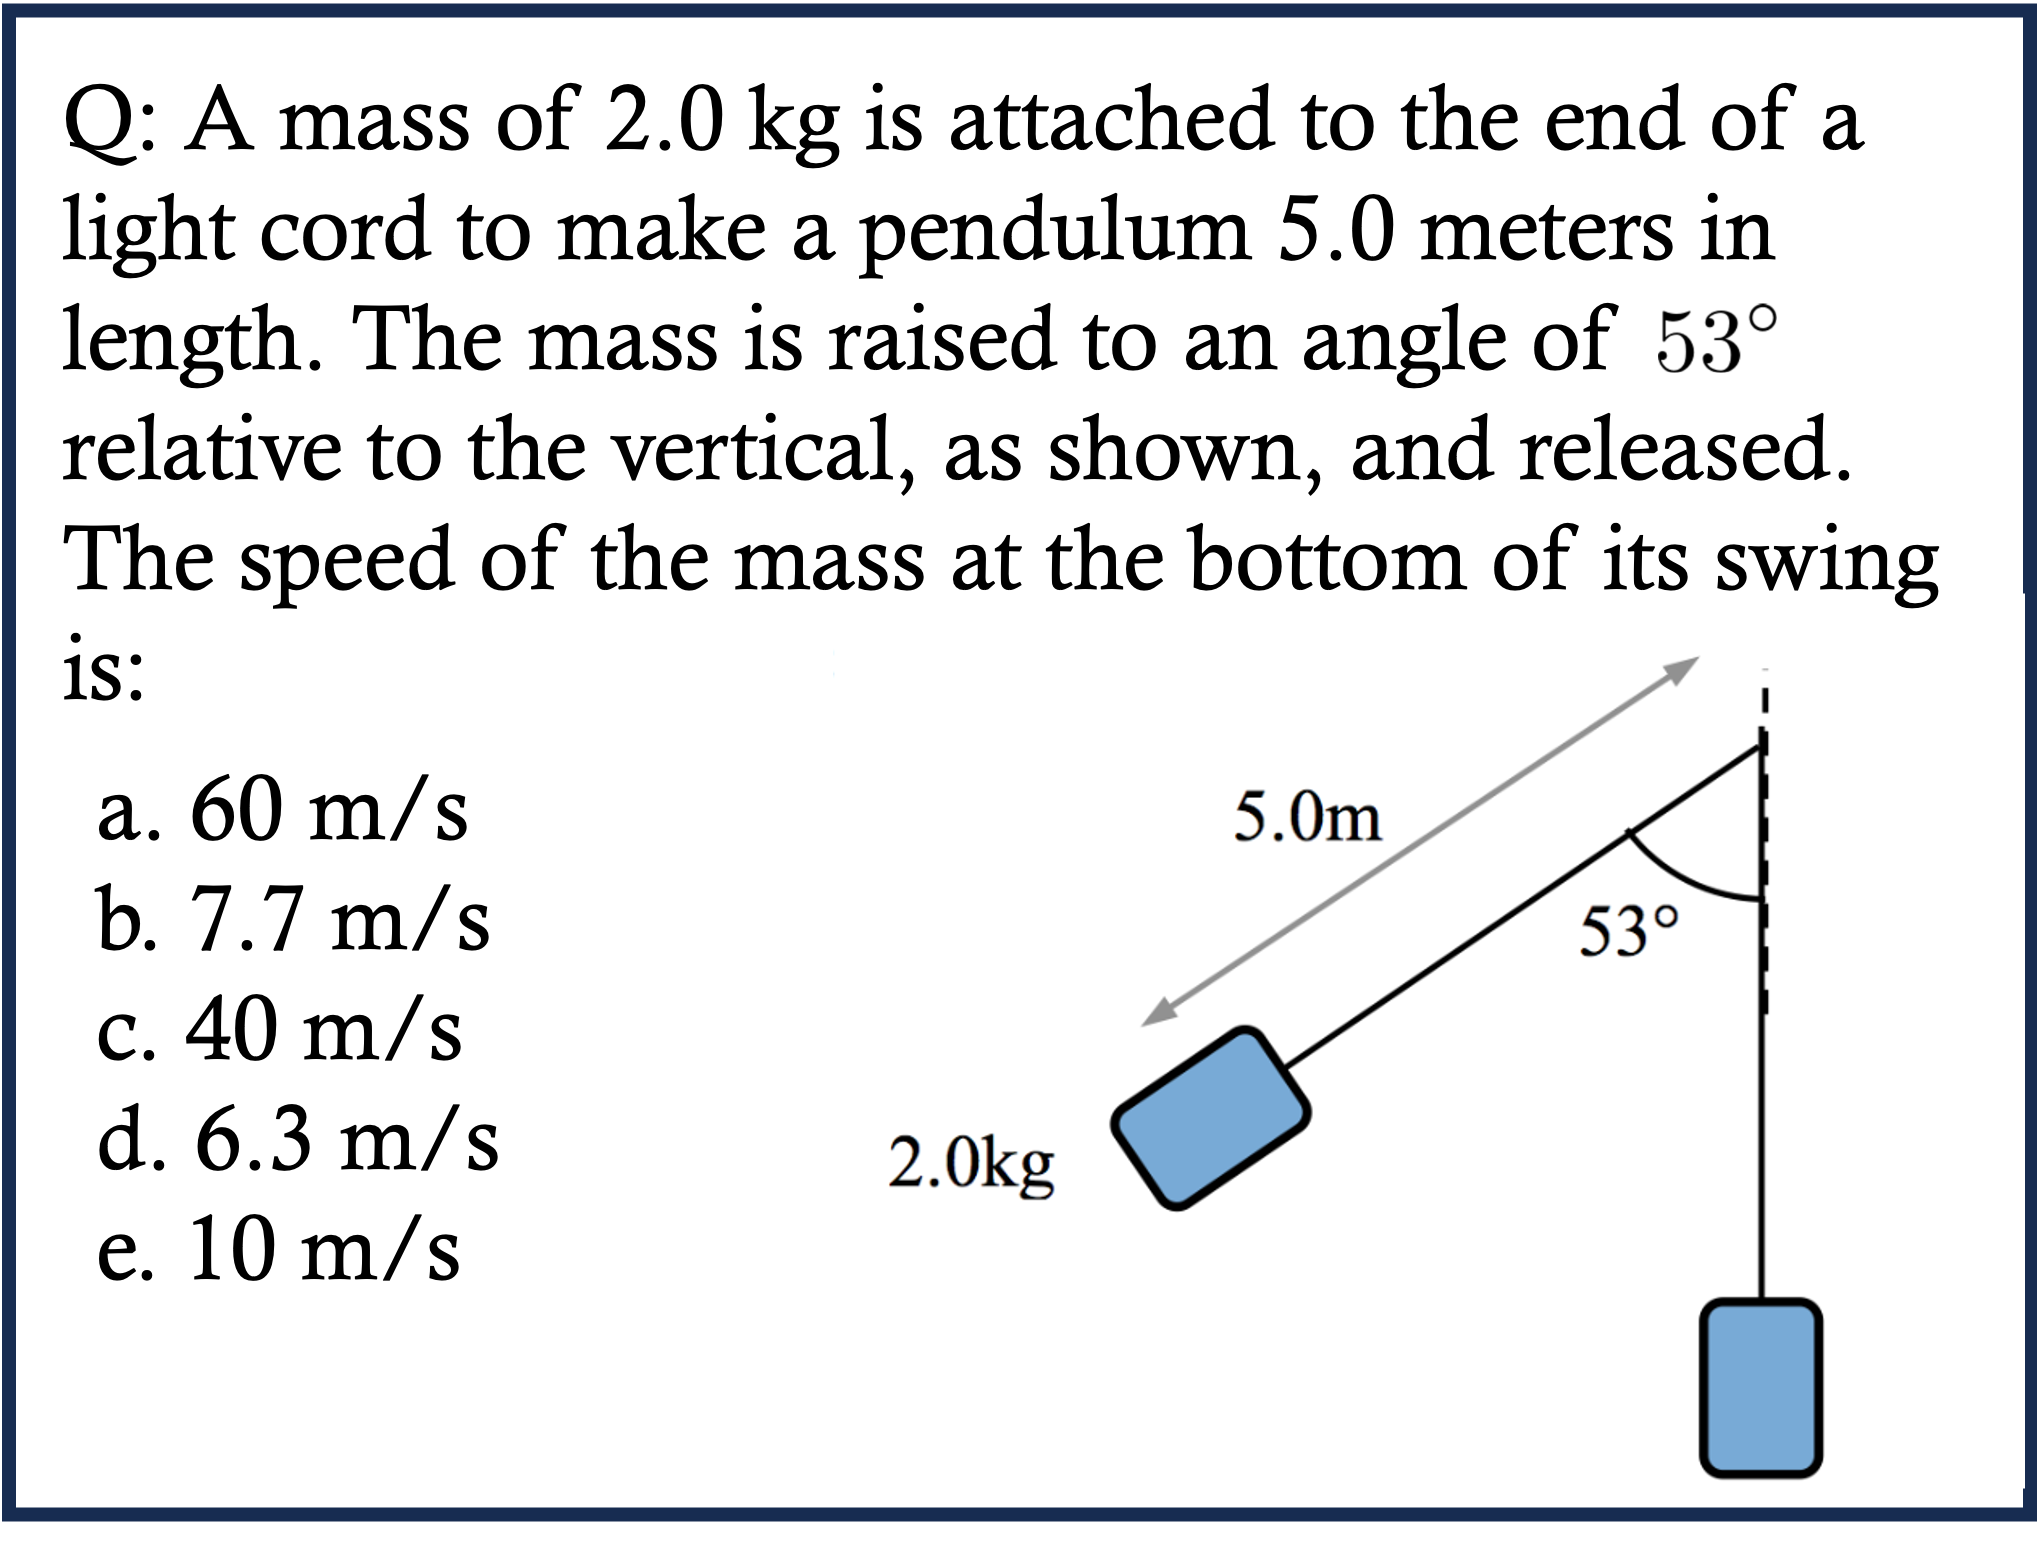 Q: A mass of 2.0 kg is attached to the end of a
light cord to make a pendulum 5.0 meters in
length. The mass is raised to an angle of 53°
relative to the vertical, as shown, and released.
The speed of the mass at the bottom of its swing
is:
a. 60 m/s
b. 7.7 m/s
c. 40 m/s
d. 6.3 m/s
e. 10 m/s
5.0m
53°
2.0kg